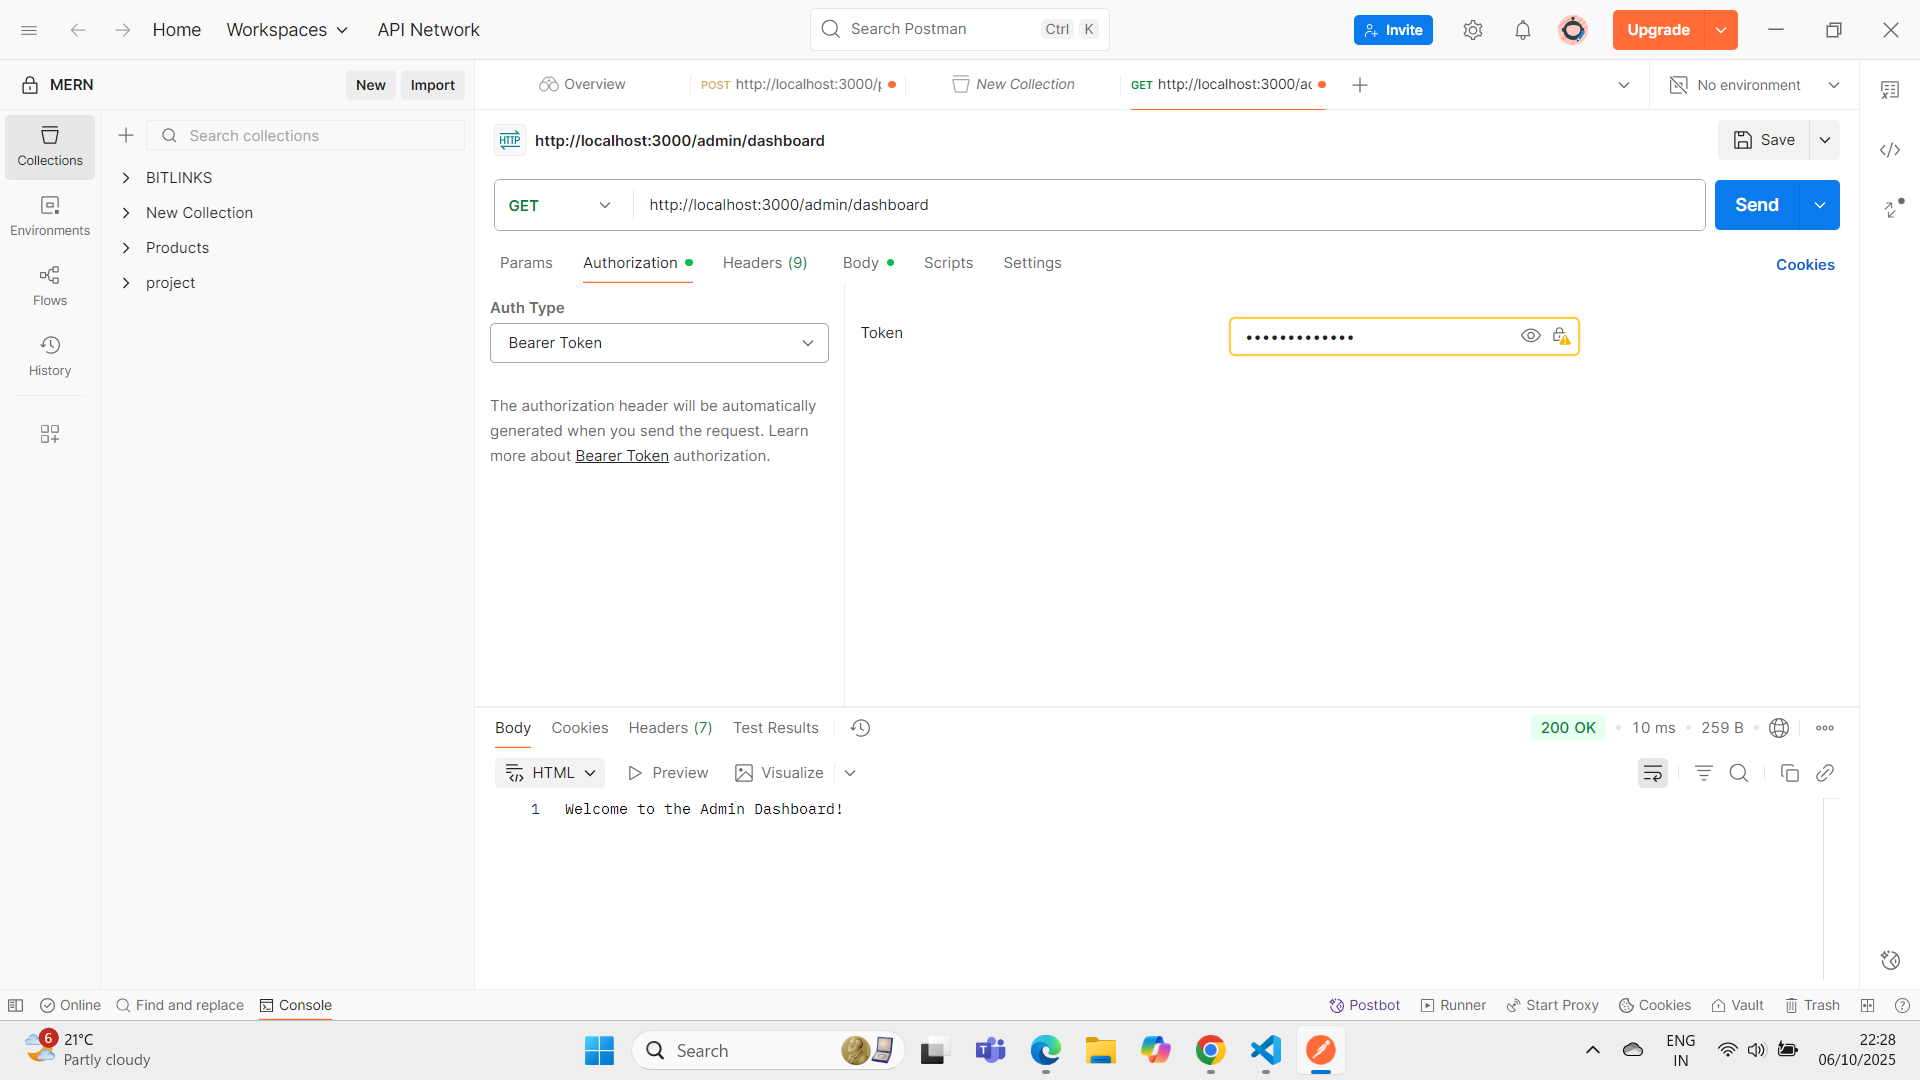 Home
Workspaces
API Network
Search Postman
Ctrl K
Invite
Upgrade
MERN
New
Import
Overview
POST http://localhost:3000/
New Collection
GET http://localhost:3000/ac
No environment
Collections
Environments
Flows
History
Search collections
BITLINKS
New Collection
Products
project
HTTP
http://localhost:3000/admin/dashboard
Save
GET
http://localhost:3000/admin/dashboard
Send
Params
Authorization
Headers (9)
Body
Scripts
Settings
Cookies
Auth Type
Bearer Token
The authorization header will be automatically
generated when you send the request. Learn
more about Bearer Token authorization.
Token
•••••••••••••
Body
Cookies
Headers (7)
Test Results
200 OK
10 ms
259 B
HTML
Preview
Visualize
1 Welcome to the Admin Dashboard!
Online
Find and replace
Console
Postbot
Runner
Start Proxy
Cookies
Vault
Trash
6
21°C
Partly cloudy
Search
ENG
IN
22:28
06/10/2025